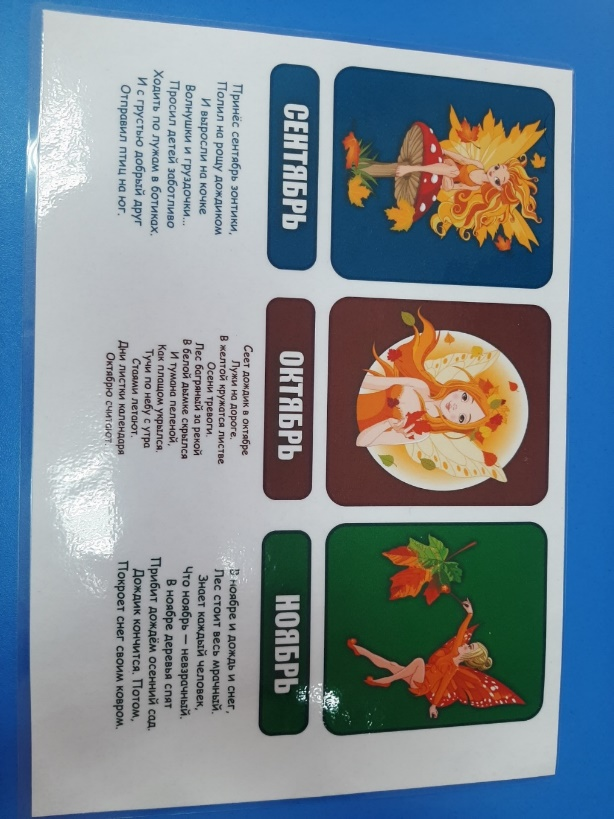 СЕНТЯБРЬ
Принёс сентябрь зонтики,
Полил на рощу дождиком
И выросли на кочке
Волнушки и груздочки...
Просил детей заботливо
Ходить по лужам в ботиках.
И с грустью добрый друг
Отправил птиц на юг.
ОКТЯБРЬ
Сеет дождик в октябре
Лужи на дороге.
В желтой кружатся листве
Осени тревоги
Лес багряный за рекой
В белой дымке скрылся
И тумана пеленой,
Как плащом укрылся.
Тучи по небу с утра
Стаями летают,
Дни листки календаря
Октябрю считают.
НОЯБРЬ
В ноябре и дождь и снег,
Лес стоит весь мрачный.
Знает каждый человек,
Что ноябрь — невзрачный.
В ноябре деревья спят
Прибит дождём осенний сад.
Дождик кончится. Потом,
Покроет снег своим ковром.